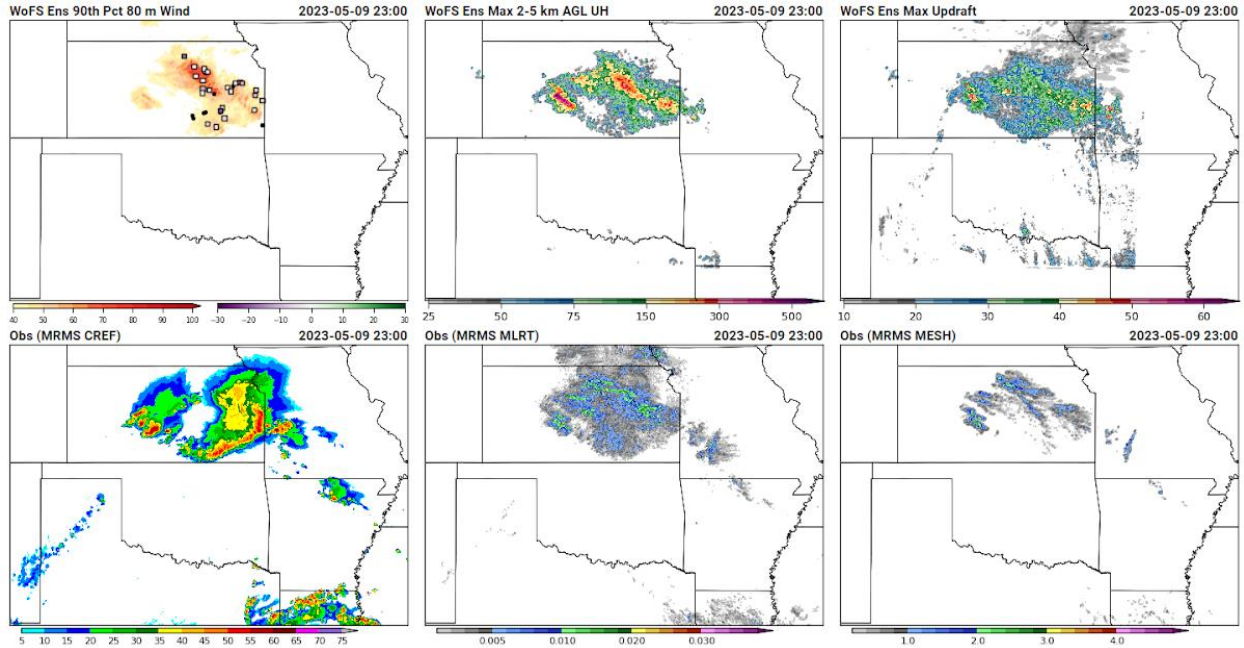 WoFS Ens 90th Pct 80 m Wind 2023-05-09 23:00
WoFS Ens Max 2-5 km AGL UH 2023-05-09 23:00
WoFS Ens Max Updraft 2023-05-09 23:00
40 50 60 70 80 90 100 −30 −20 −10 0 10 20 30
25 50 75 150 300 500
10 20 30 40 50 60
Obs (MRMS CREF) 2023-05-09 23:00
Obs (MRMS MLRT) 2023-05-09 23:00
Obs (MRMS MESH) 2023-05-09 23:00
5 10 15 20 25 30 35 40 45 50 55 60 65 70 75
0.005 0.010 0.020 0.030
1.0 2.0 3.0 4.0